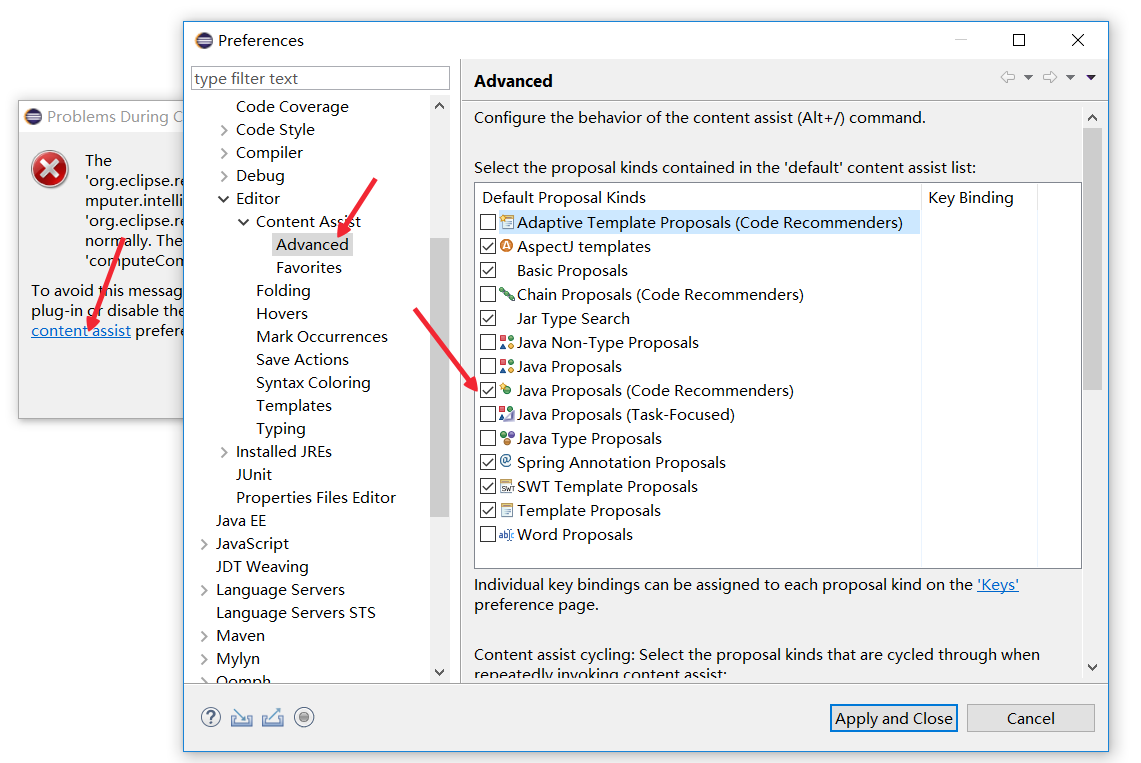 Preferences
type filter text
Code Coverage
Code Style
Compiler
Debug
Editor
Content Assist
Advanced
Favorites
Folding
Hovers
Mark Occurrences
Save Actions
Syntax Coloring
Templates
Typing
Installed JREs
JUnit
Properties Files Editor
Java EE
JavaScript
JDT Weaving
Language Servers
Language Servers STS
Maven
Mylyn
Oomph
Advanced
Configure the behavior of the content assist (Alt+/) command.
Select the proposal kinds contained in the 'default' content assist list:
Default Proposal Kinds Key Binding
Adaptive Template Proposals (Code Recommenders)
AspectJ templates
Basic Proposals
Chain Proposals (Code Recommenders)
Jar Type Search
Java Non-Type Proposals
Java Proposals
Java Proposals (Code Recommenders)
Java Proposals (Task-Focused)
Java Type Proposals
Spring Annotation Proposals
SWT Template Proposals
Template Proposals
Word Proposals
Individual key bindings can be assigned to each proposal kind on the 'Keys'
preference page.
Content assist cycling: Select the proposal kinds that are cycled through when
repeatedly invoking content assist:
Apply and Close
Cancel
Problems During
The
'org.eclipse.re
mputer.intelli
'org.eclipse.re
normally. The
'computeCom
To avoid this messag
plug-in or disable the
content assist prefere